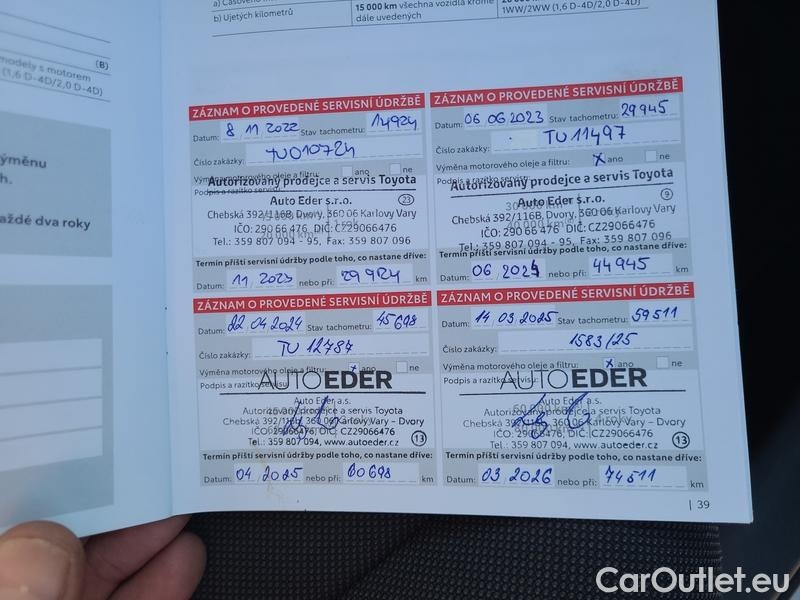 a) Časového
b) Ujetých kilometrů
15 000 km všechna vozidla kromě
dále uvedených
1WW/2WW (1,6 D-4D/2,0 D-4D)
(B)
modely s motorem
(1,6 D-4D/2,0 D-4D)
výměnu
ch.
každé dva roky
ZÁZNAM O PROVEDENÉ SERVISNÍ ÚDRŽBĚ
Datum: 8 11 2022 Stav tachometru: 14924
Číslo zakázky: TU010724
Výměna motorového oleje a filtru: ano ne
Podpis a razítko servisu:
Autorizovaný prodejce a servis Toyota
Auto Eder s.r.o. 23
Chebská 392/116B, Dvory, 360 06 Karlovy Vary
IČO: 290 66 476 DIČ: CZ29066476
Tel.: 359 807 094 - 95, Fax: 359 807 096
Termín příští servisní údržby podle toho, co nastane dříve:
Datum: 11 2023 nebo při: 29924 km
ZÁZNAM O PROVEDENÉ SERVISNÍ ÚDRŽBĚ
Datum: 06 06 2023 Stav tachometru: 29945
Číslo zakázky: TU11497
Výměna motorového oleje a filtru: x ano ne
Podpis a razítko servisu:
Autorizovaný prodejce a servis Toyota
Auto Eder s.r.o. 9
Chebská 392/116B, Dvory, 360 06 Karlovy Vary
IČO: 290 66 476 DIČ: CZ29066476
Tel.: 359 807 094 - 95, Fax: 359 807 096
Termín příští servisní údržby podle toho, co nastane dříve:
Datum: 06 2024 nebo při: 44945 km
ZÁZNAM O PROVEDENÉ SERVISNÍ ÚDRŽBĚ
Datum: 22 04 2024 Stav tachometru: 45698
Číslo zakázky: TU 12787
Výměna motorového oleje a filtru: x ano ne
Podpis a razítko servisu:
AUTOEDER
Auto Eder a.s.
Autorizovaný prodejce a servis Toyota
Chebská 392/116b, 360 06 Karlovy Vary – Dvory
IČO: 29066476, DIČ: CZ29066476
Tel.: 359 807 094, www.autoeder.cz 13
Termín příští servisní údržby podle toho, co nastane dříve:
Datum: 04 2025 nebo při: 60698 km
ZÁZNAM O PROVEDENÉ SERVISNÍ ÚDRŽBĚ
Datum: 14 03 2025 Stav tachometru: 59511
Číslo zakázky: 1583/25
Výměna motorového oleje a filtru: x ano ne
Podpis a razítko servisu:
AUTOEDER
Auto Eder a.s.
Autorizovaný prodejce a servis Toyota
Chebská 392/116b, 360 06 Karlovy Vary – Dvory
IČO: 29066476, DIČ: CZ29066476
Tel.: 359 807 094, www.autoeder.cz 13
Termín příští servisní údržby podle toho, co nastane dříve:
Datum: 03 2026 nebo při: 74511 km
| 39
CarOutlet.eu